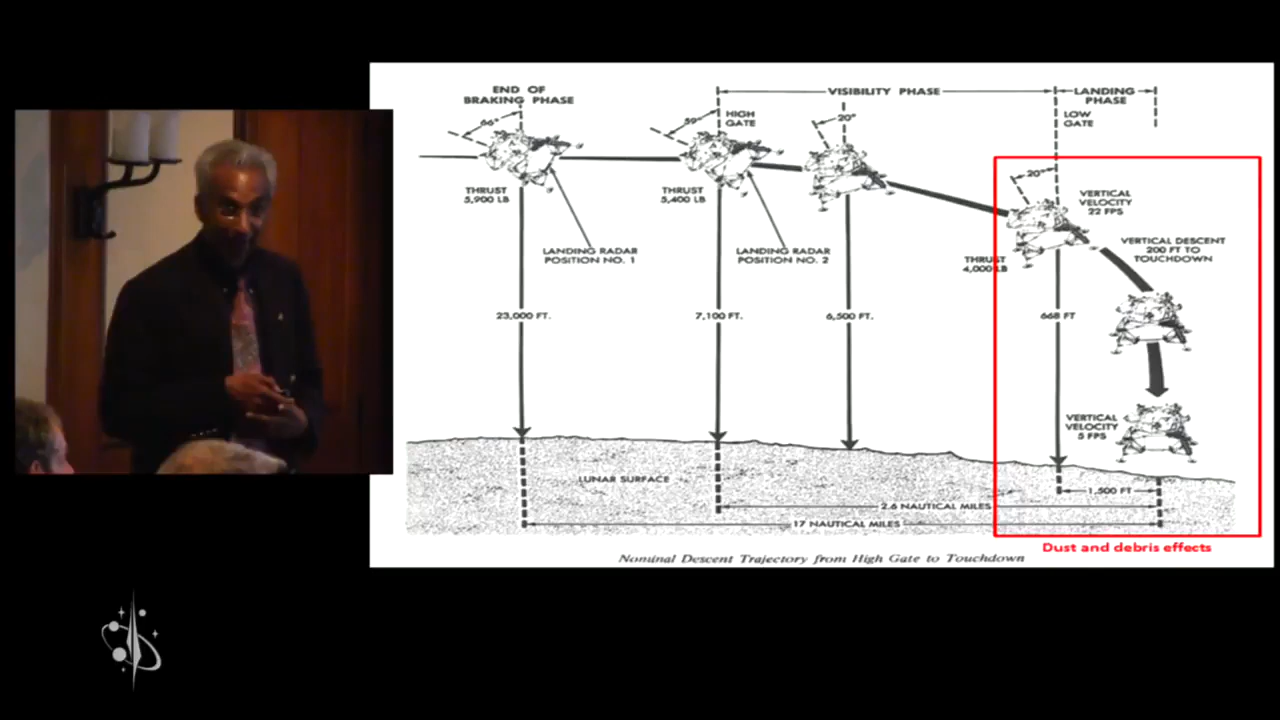 END OF
BRAKING PHASE
VISIBILITY PHASE
LANDING
PHASE
HIGH
GATE
LOW
GATE
66°
59°
20°
20°
THRUST
5,900 LB
THRUST
5,400 LB
VERTICAL
VELOCITY
22 FPS
LANDING RADAR
POSITION NO. 1
LANDING RADAR
POSITION NO. 2
THRUST
4,000 LB
VERTICAL DESCENT
200 FT TO
TOUCHDOWN
23,000 FT.
7,100 FT.
6,500 FT.
668 FT
VERTICAL
VELOCITY
5 FPS
LUNAR SURFACE
1,500 FT
2.6 NAUTICAL MILES
17 NAUTICAL MILES
Dust and debris effects
Nominal Descent Trajectory from High Gate to Touchdown